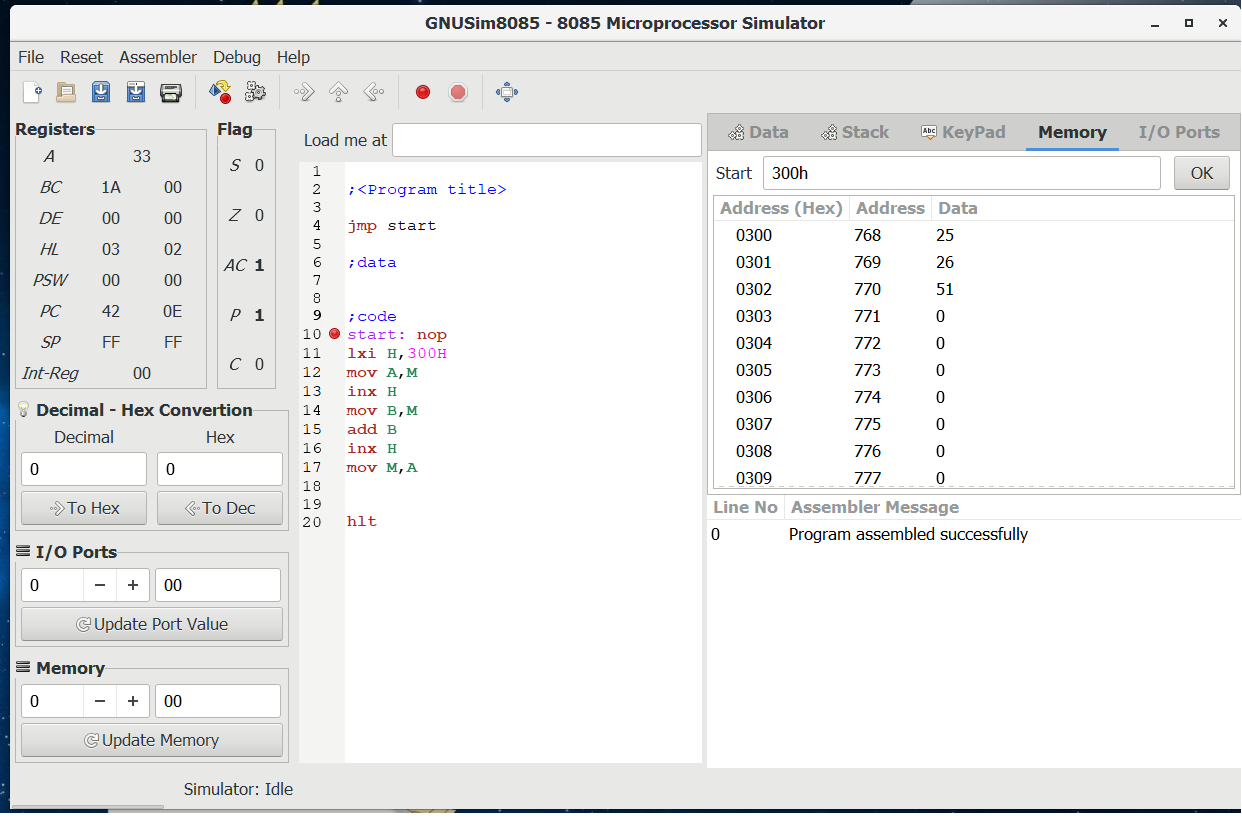 GNUSim8085 - 8085 Microprocessor Simulator
File Reset Assembler Debug Help
Registers
A 33
BC 1A 00
DE 00 00
HL 03 02
PSW 00 00
PC 42 0E
SP FF FF
Int-Reg 00
Flag
S 0
Z 0
AC 1
P 1
C 0
Decimal - Hex Convertion
Decimal Hex
0 0
To Hex To Dec
I/O Ports
0 − + 00
Update Port Value
Memory
0 − + 00
Update Memory
Load me at
1
2 ;<Program title>
3
4 jmp start
5
6 ;data
7
8
9 ;code
10 start: nop
11 lxi H,300H
12 mov A,M
13 inx H
14 mov B,M
15 add B
16 inx H
17 mov M,A
18
19
20 hlt
Data Stack Abc KeyPad Memory I/O Ports
Start 300h OK
Address (Hex) Address Data
0300 768 25
0301 769 26
0302 770 51
0303 771 0
0304 772 0
0305 773 0
0306 774 0
0307 775 0
0308 776 0
0309 777 0
Line No Assembler Message
0 Program assembled successfully
Simulator: Idle